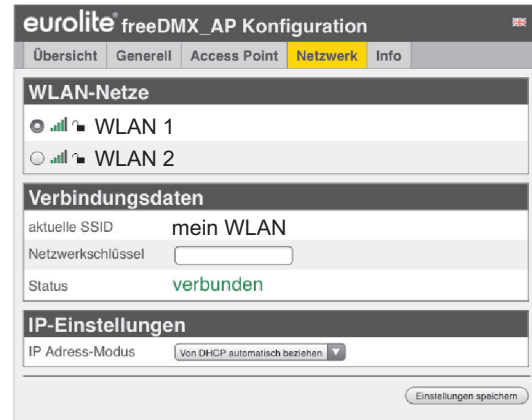 eurolite® freeDMX_AP Konfiguration
Übersicht Generell Access Point Netzwerk Info
WLAN-Netze
WLAN 1
WLAN 2
Verbindungsdaten
aktuelle SSID mein WLAN
Netzwerkschlüssel
Status verbunden
IP-Einstellungen
IP Adress-Modus Von DHCP automatisch beziehen
Einstellungen speichern